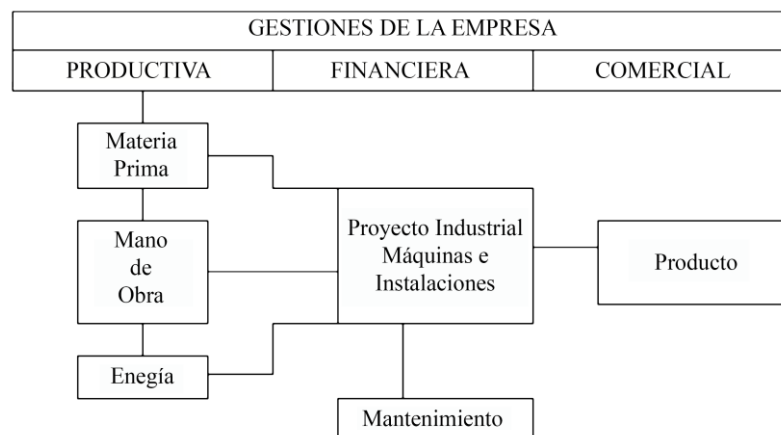 GESTIONES DE LA EMPRESA
PRODUCTIVA
FINANCIERA
COMERCIAL
Materia
Prima
Mano
de
Obra
Enegía
Proyecto Industrial
Máquinas e
Instalaciones
Mantenimiento
Producto